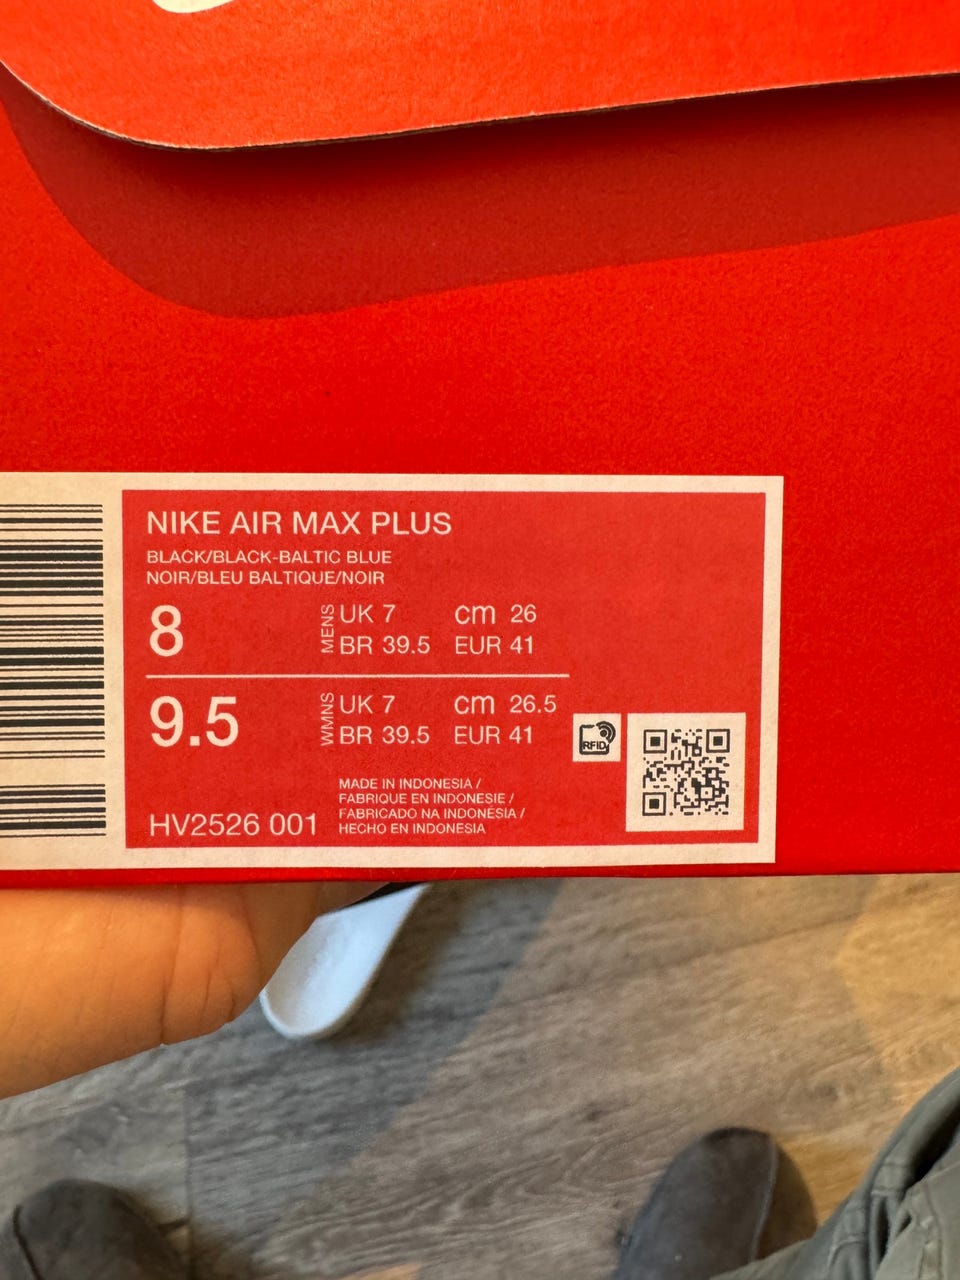 NIKE AIR MAX PLUS
BLACK/BLACK-BALTIC BLUE
NOIR/BLEU BALTIQUE/NOIR
8
MENS
UK 7 cm 26
BR 39.5 EUR 41
9.5
WMNS
UK 7 cm 26.5
BR 39.5 EUR 41
RFID
MADE IN INDONESIA /
FABRIQUE EN INDONESIE /
FABRICADO NA INDONÉSIA /
HECHO EN INDONESIA
HV2526 001